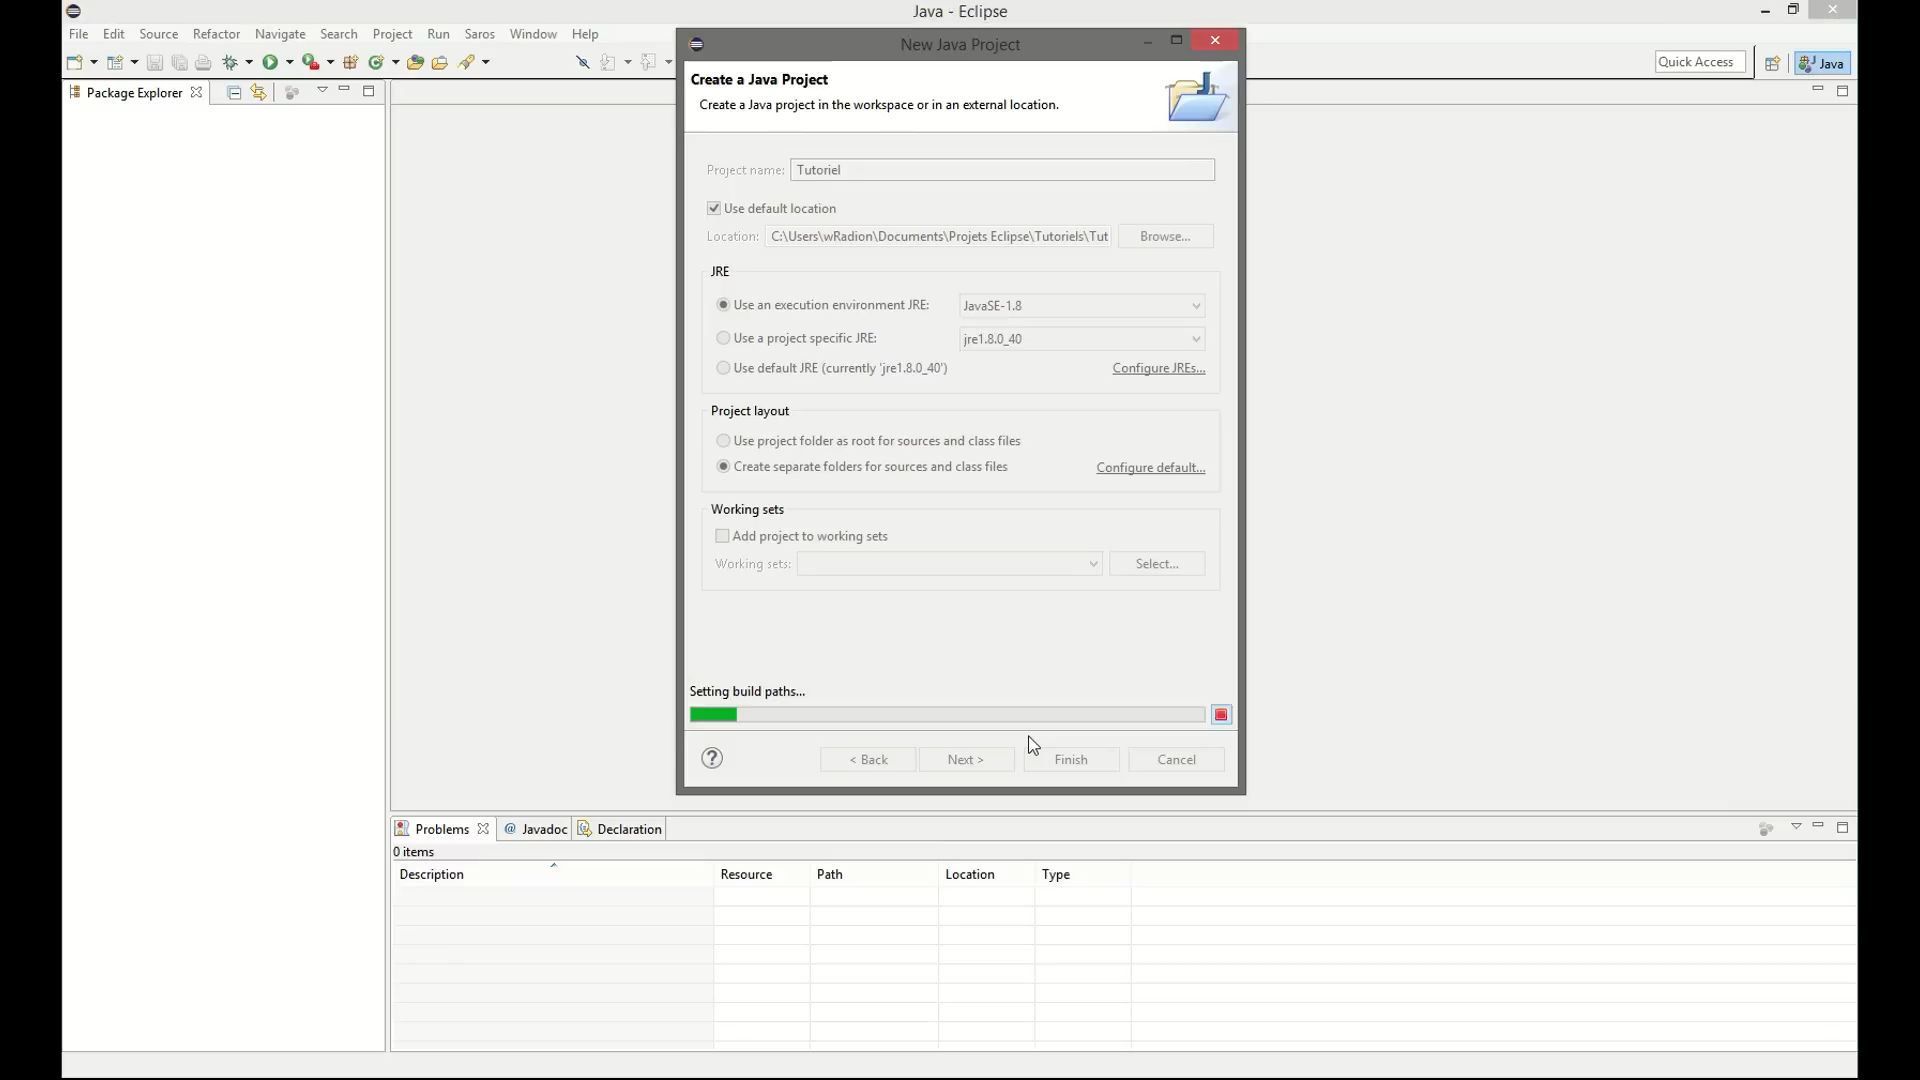 Java - Eclipse
File Edit Source Refactor Navigate Search Project Run Saros Window Help
Quick Access
Java
Package Explorer
New Java Project
Create a Java Project
Create a Java project in the workspace or in an external location.
Project name: Tutoriel
Use default location
Location: C:\Users\wRadion\Documents\Projets Eclipse\Tutoriels\Tut Browse...
JRE
Use an execution environment JRE: JavaSE-1.8
Use a project specific JRE: jre1.8.0_40
Use default JRE (currently 'jre1.8.0_40') Configure JREs...
Project layout
Use project folder as root for sources and class files
Create separate folders for sources and class files Configure default...
Working sets
Add project to working sets
Working sets: Select...
Setting build paths...
? < Back Next > Finish Cancel
Problems @ Javadoc Declaration
0 items
Description Resource Path Location Type